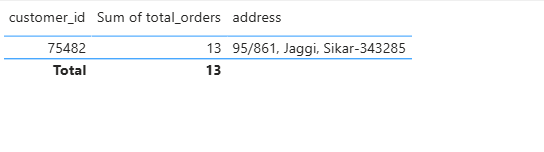 customer_id Sum of total_orders address
75482 13 95/861, Jaggi, Sikar-343285
Total 13